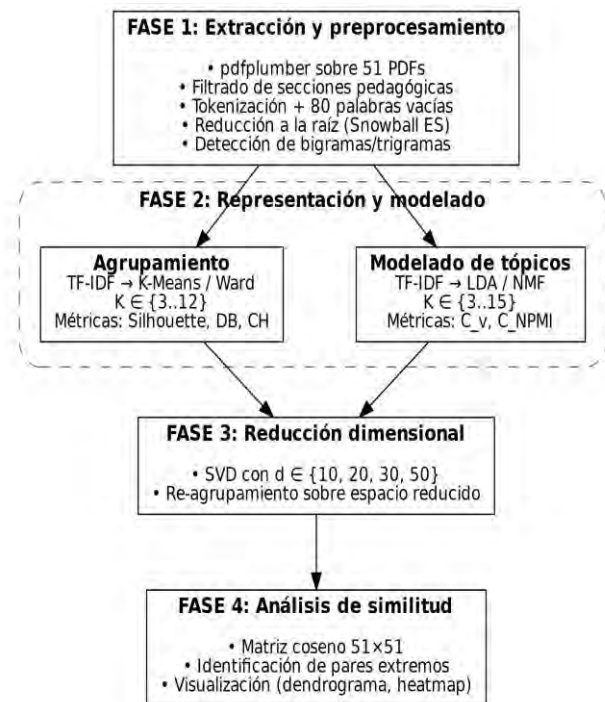 FASE 1: Extracción y preprocesamiento
• pdfplumber sobre 51 PDFs
• Filtrado de secciones pedagógicas
• Tokenización + 80 palabras vacías
• Reducción a la raíz (Snowball ES)
• Detección de bigramas/trigramas
FASE 2: Representación y modelado
Agrupamiento
TF-IDF → K-Means / Ward
K ∈ {3..12}
Métricas: Silhouette, DB, CH
Modelado de tópicos
TF-IDF → LDA / NMF
K ∈ {3..15}
Métricas: C_v, C_NPMI
FASE 3: Reducción dimensional
• SVD con d ∈ {10, 20, 30, 50}
• Re-agrupamiento sobre espacio reducido
FASE 4: Análisis de similitud
• Matriz coseno 51×51
• Identificación de pares extremos
• Visualización (dendrograma, heatmap)